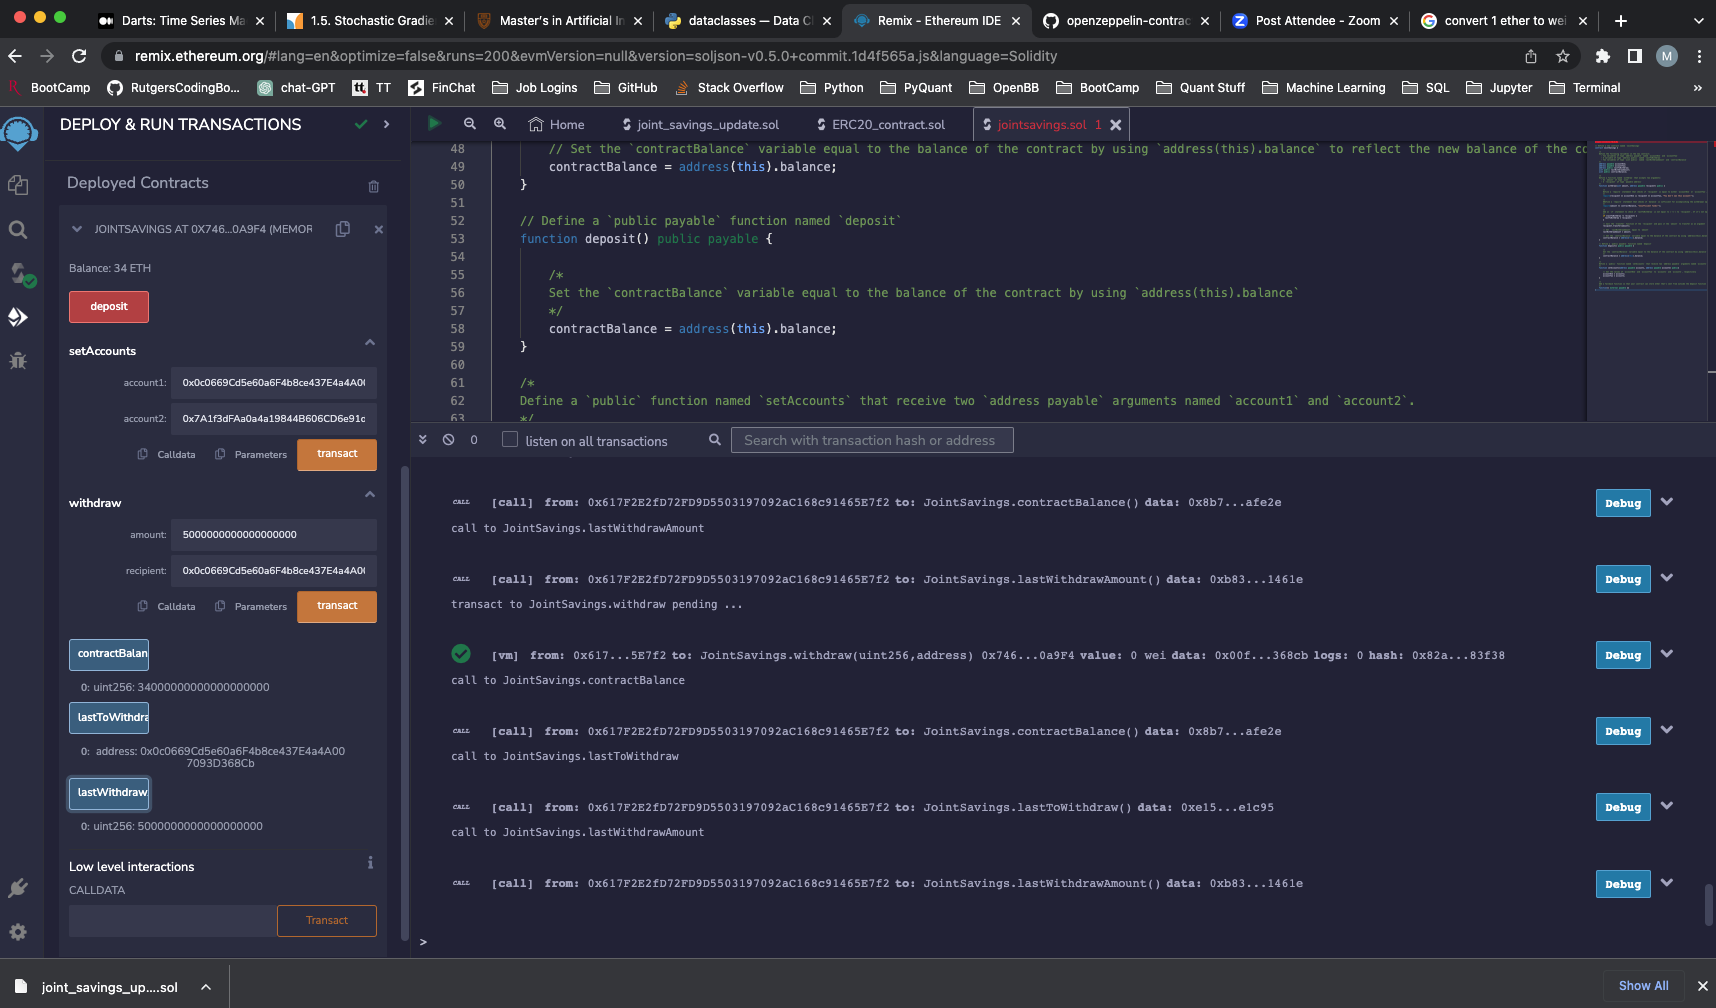 Darts: Time Series Ma
1.5. Stochastic Gradie
Master's in Artificial In
dataclasses — Data Cl
Remix - Ethereum IDE
openzeppelin-contrac
Post Attendee - Zoom
convert 1 ether to wei
remix.ethereum.org/#lang=en&optimize=false&runs=200&evmVersion=null&version=soljson-v0.5.0+commit.1d4f565a.js&language=Solidity
M
R BootCamp
RutgersCodingBo...
chat-GPT
tt, TT
FinChat
Job Logins
GitHub
Stack Overflow
Python
PyQuant
OpenBB
BootCamp
Quant Stuff
Machine Learning
SQL
Jupyter
Terminal
»
DEPLOY & RUN TRANSACTIONS
Deployed Contracts
JOINTSAVINGS AT 0X746...0A9F4 (MEMOR
Balance: 34 ETH
deposit
setAccounts
account1: 0x0c0669Cd5e60a6F4b8ce437E4a4A0(
account2: 0x7A1f3dFAa0a4a19844B606CD6e91c
Calldata Parameters transact
withdraw
amount: 5000000000000000000
recipient: 0x0c0669Cd5e60a6F4b8ce437E4a4A0(
Calldata Parameters transact
contractBalan
0: uint256: 34000000000000000000
lastToWithdra
0: address: 0x0c0669Cd5e60a6F4b8ce437E4a4A00
7093D368Cb
lastWithdraw
0: uint256: 5000000000000000000
Low level interactions
CALLDATA
Transact
Home
joint_savings_update.sol
ERC20_contract.sol
jointsavings.sol 1
48 // Set the `contractBalance` variable equal to the balance of the contract by using `address(this).balance` to reflect the new balance of the co
49 contractBalance = address(this).balance;
50 }
51
52 // Define a `public payable` function named `deposit`
53 function deposit() public payable {
54
55 /*
56 Set the `contractBalance` variable equal to the balance of the contract by using `address(this).balance`
57 */
58 contractBalance = address(this).balance;
59 }
60
61 /*
62 Define a `public` function named `setAccounts` that receive two `address payable` arguments named `account1` and `account2`.
63 */
0 listen on all transactions Search with transaction hash or address
CALL [call] from: 0x617F2E2fD72FD9D5503197092aC168c91465E7f2 to: JointSavings.contractBalance() data: 0x8b7...afe2e Debug
call to JointSavings.lastWithdrawAmount
CALL [call] from: 0x617F2E2fD72FD9D5503197092aC168c91465E7f2 to: JointSavings.lastWithdrawAmount() data: 0xb83...1461e Debug
transact to JointSavings.withdraw pending ...
[vm] from: 0x617...5E7f2 to: JointSavings.withdraw(uint256,address) 0x746...0a9F4 value: 0 wei data: 0x00f...368cb logs: 0 hash: 0x82a...83f38 Debug
call to JointSavings.contractBalance
CALL [call] from: 0x617F2E2fD72FD9D5503197092aC168c91465E7f2 to: JointSavings.contractBalance() data: 0x8b7...afe2e Debug
call to JointSavings.lastToWithdraw
CALL [call] from: 0x617F2E2fD72FD9D5503197092aC168c91465E7f2 to: JointSavings.lastToWithdraw() data: 0xe15...e1c95 Debug
call to JointSavings.lastWithdrawAmount
CALL [call] from: 0x617F2E2fD72FD9D5503197092aC168c91465E7f2 to: JointSavings.lastWithdrawAmount() data: 0xb83...1461e Debug
>
joint_savings_up....sol
Show All